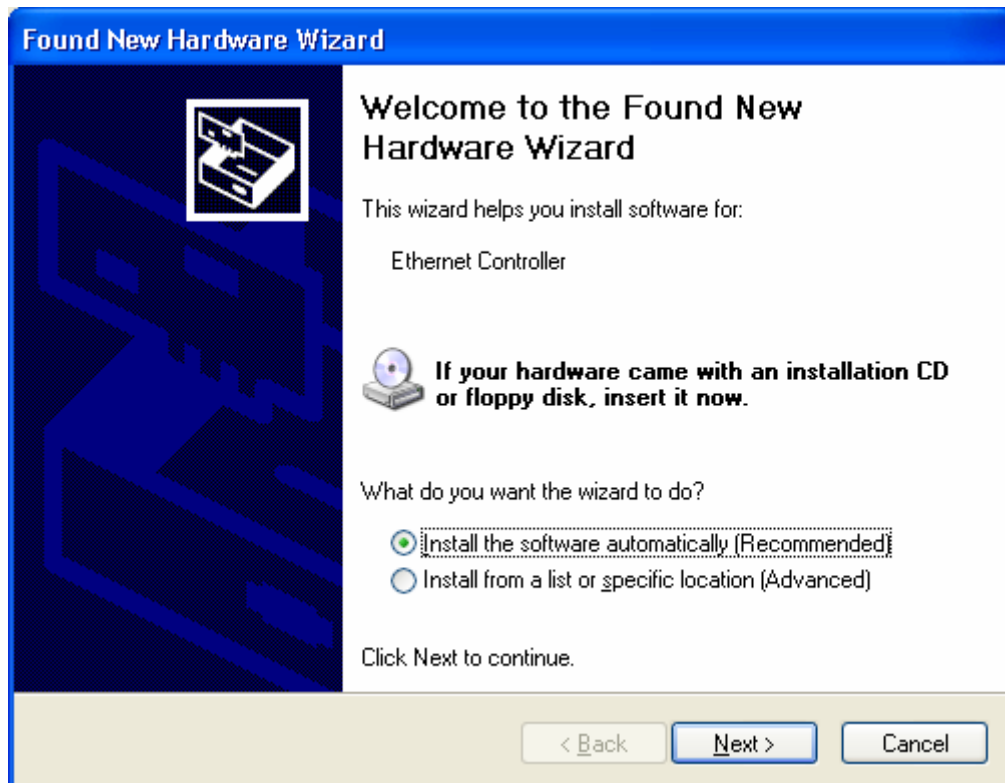 Found New Hardware Wizard
Welcome to the Found New
Hardware Wizard
This wizard helps you install software for:
Ethernet Controller
If your hardware came with an installation CD
or floppy disk, insert it now.
What do you want the wizard to do?
Install the software automatically (Recommended)
Install from a list or specific location (Advanced)
Click Next to continue.
< Back
Next >
Cancel